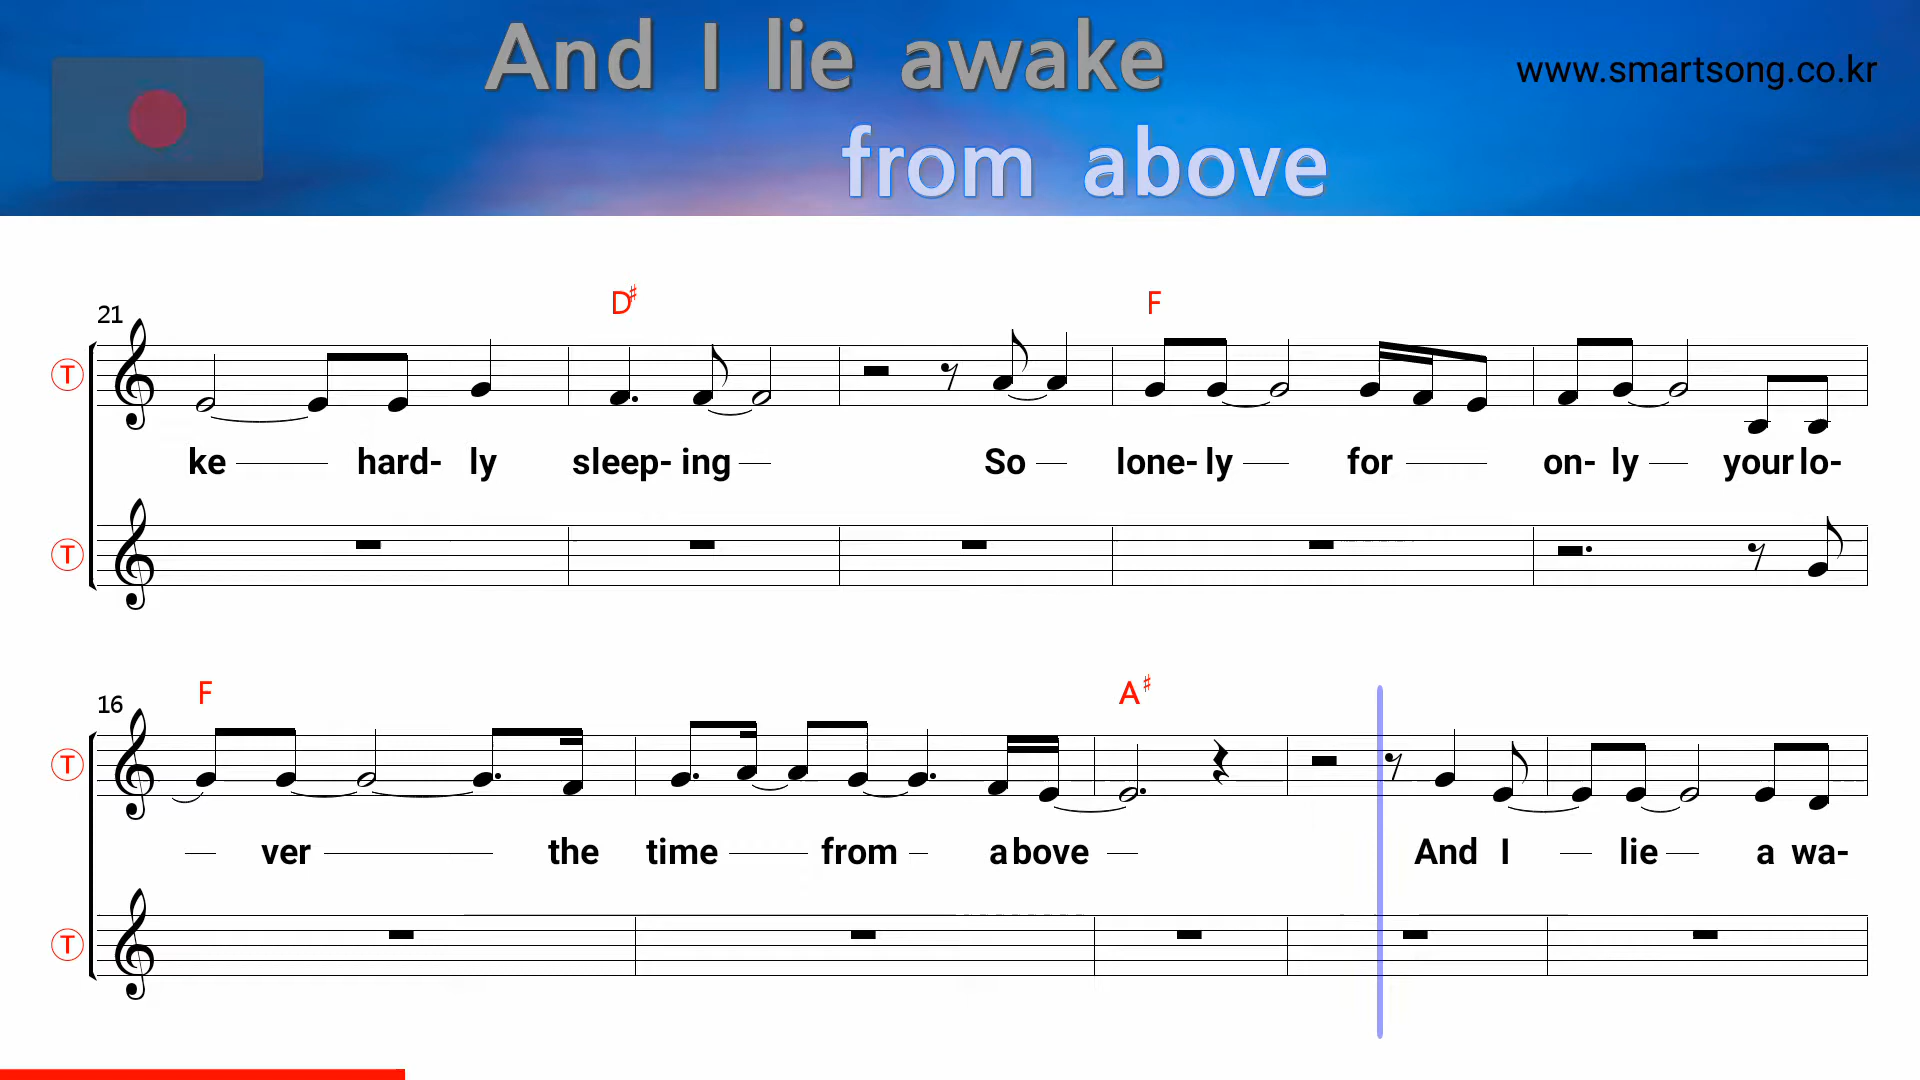 And I lie awake
www.smartsong.co.kr
from above
21
D♯ F
T
ke hard- ly sleep- ing So lone- ly for on- ly your lo-
T
16
F A♯
T
ver the time from above And I lie a wa-
T